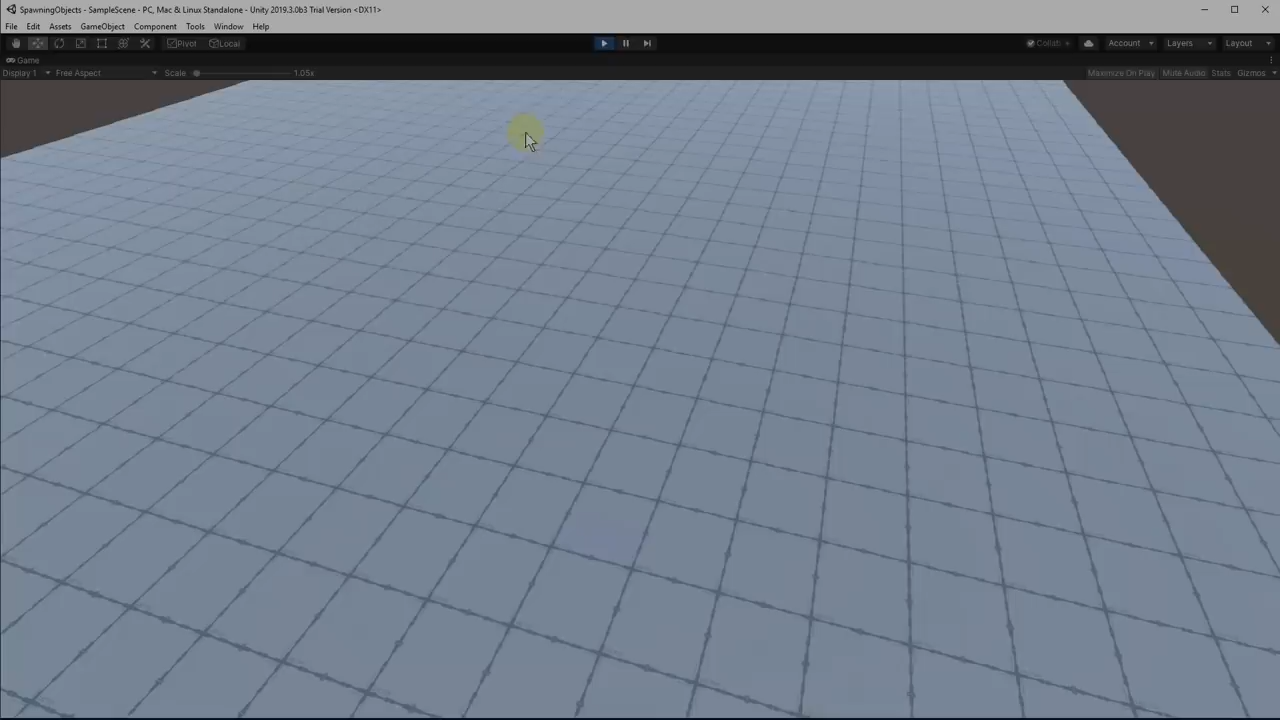 SpawningObjects - SampleScene - PC, Mac & Linux Standalone - Unity 2019.3.0b3 Trial Version <DX11>
File Edit Assets GameObject Component Tools Window Help
Pivot Local Collab Account Layers Layout
Game
Display 1 Free Aspect Scale 1.05x Maximize On Play Mute Audio Stats Gizmos